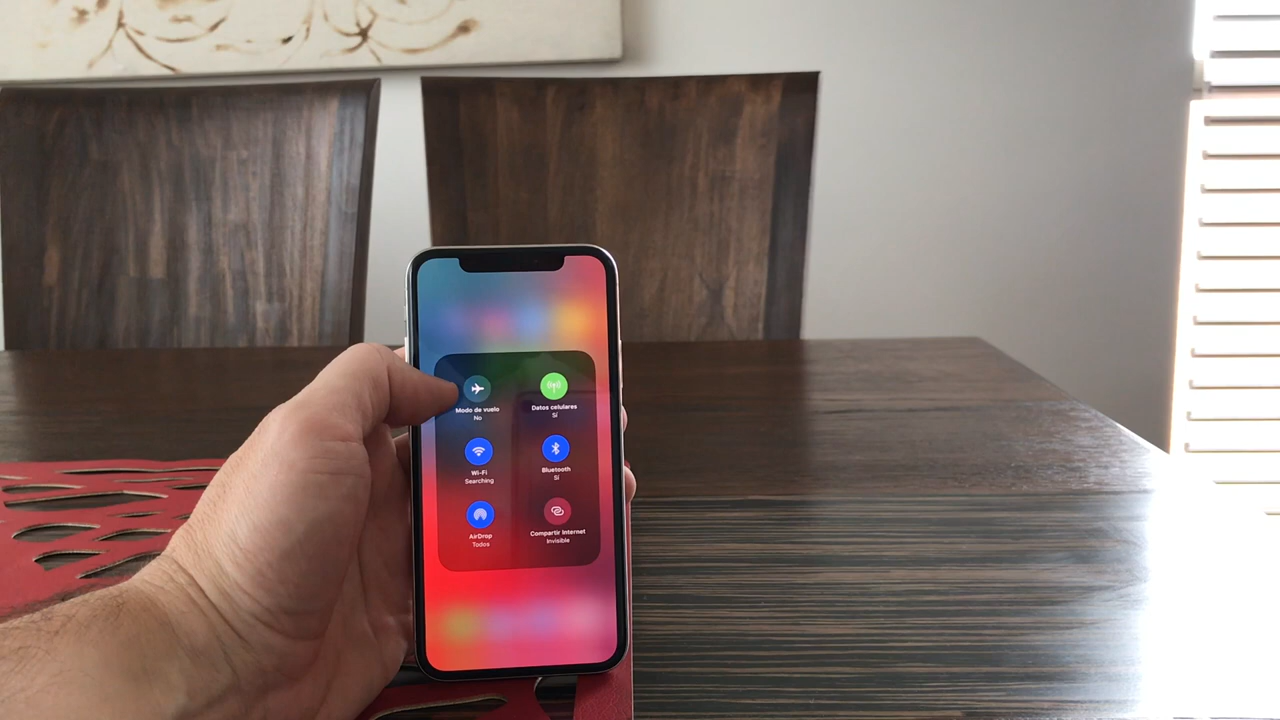 Modo de vuelo
No
Datos celulares
Sí
Wi-Fi
Searching
Bluetooth
Sí
AirDrop
Todos
Compartir Internet
Invisible